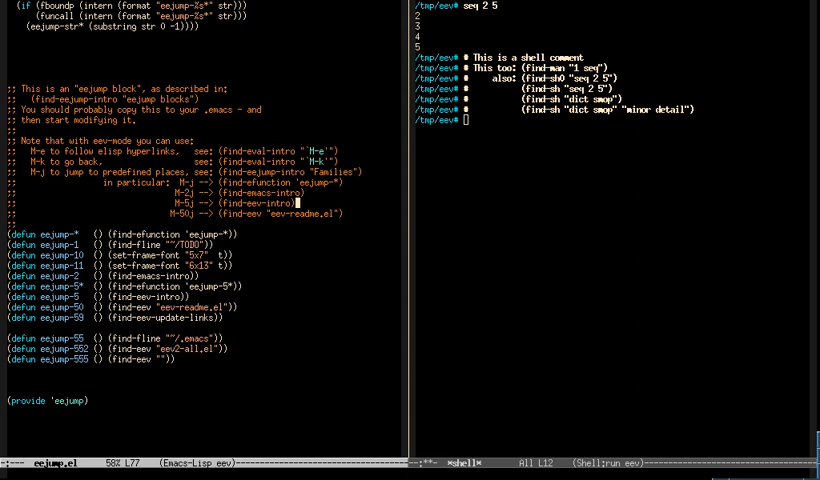 (if (fboundp (intern (format "eejump-%s*" str)))
(funcall (intern (format "eejump-%s*" str)))
(eejump-str* (substring str 0 -1))))
;; This is an "eejump block", as described in:
;;   (find-eejump-intro "eejump blocks")
;; You should probably copy this to your .emacs - and
;; then start modifying it.
;;
;; Note that with eev-mode you can use:
;;   M-e to follow elisp hyperlinks,   see: (find-eval-intro "`M-e'")
;;   M-k to go back,                   see: (find-eval-intro "`M-k'")
;;   M-j to jump to predefined places, see: (find-eejump-intro "Families")
;;                  in particular:  M-j --> (find-efunction 'eejump-*)
;;                                 M-2j --> (find-emacs-intro)
;;                                 M-5j --> (find-eev-intro)
;;                                M-50j --> (find-eev "eev-readme.el")
;;
(defun eejump-*   () (find-efunction 'eejump-*))
(defun eejump-1   () (find-fline "~/TODO"))
(defun eejump-10  () (set-frame-font "5x7"  t))
(defun eejump-11  () (set-frame-font "6x13" t))
(defun eejump-2   () (find-emacs-intro))
(defun eejump-5*  () (find-efunction 'eejump-5*))
(defun eejump-5   () (find-eev-intro))
(defun eejump-50  () (find-eev "eev-readme.el"))
(defun eejump-59  () (find-eev-update-links))
(defun eejump-55  () (find-fline "~/.emacs"))
(defun eejump-552 () (find-eev "eev2-all.el"))
(defun eejump-555 () (find-eev ""))
(provide 'eejump)
-:---  eejump.el      58% L77    (Emacs-Lisp eev)
/tmp/eev# seq 2 5
2
3
4
5
/tmp/eev# # This is a shell comment
/tmp/eev# # This too: (find-man "1 seq")
/tmp/eev# #     also: (find-sh0 "seq 2 5")
/tmp/eev# #           (find-sh "seq 2 5")
/tmp/eev# #           (find-sh "dict smop")
/tmp/eev# #           (find-sh "dict smop" "minor detail")
/tmp/eev#
-:**-  *shell*        All L12    (Shell:run eev)